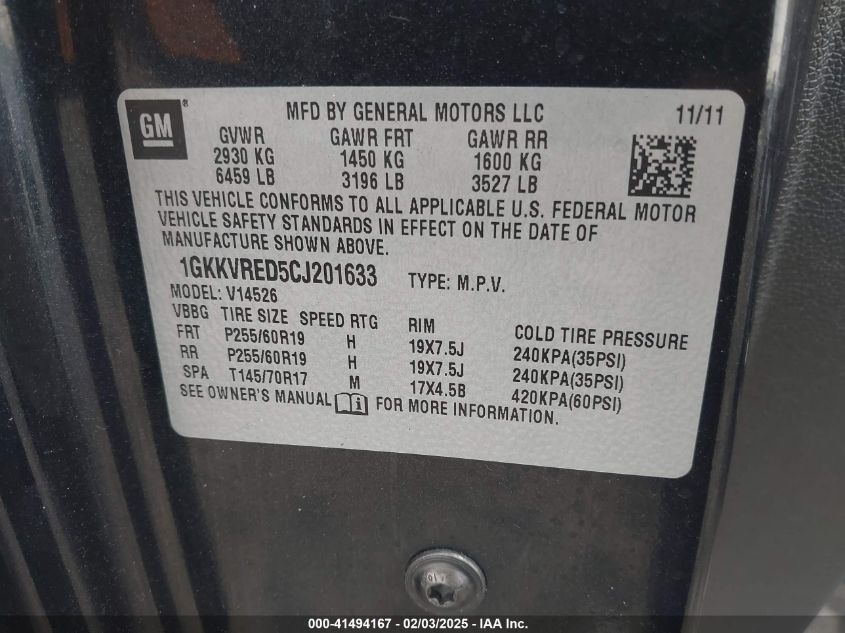 GM ®
MFD BY GENERAL MOTORS LLC 11/11
GVWR GAWR FRT GAWR RR
2930 KG 1450 KG 1600 KG
6459 LB 3196 LB 3527 LB
THIS VEHICLE CONFORMS TO ALL APPLICABLE U.S. FEDERAL MOTOR
VEHICLE SAFETY STANDARDS IN EFFECT ON THE DATE OF
MANUFACTURE SHOWN ABOVE.
1GKKVRED5CJ201633 TYPE: M.P.V.
MODEL: V14526
VBBG TIRE SIZE SPEED RTG RIM COLD TIRE PRESSURE
FRT P255/60R19 H 19X7.5J 240KPA(35PSI)
RR P255/60R19 H 19X7.5J 240KPA(35PSI)
SPA T145/70R17 M 17X4.5B 420KPA(60PSI)
SEE OWNER'S MANUAL FOR MORE INFORMATION.
000-41494167 - 02/03/2025 - IAA Inc.